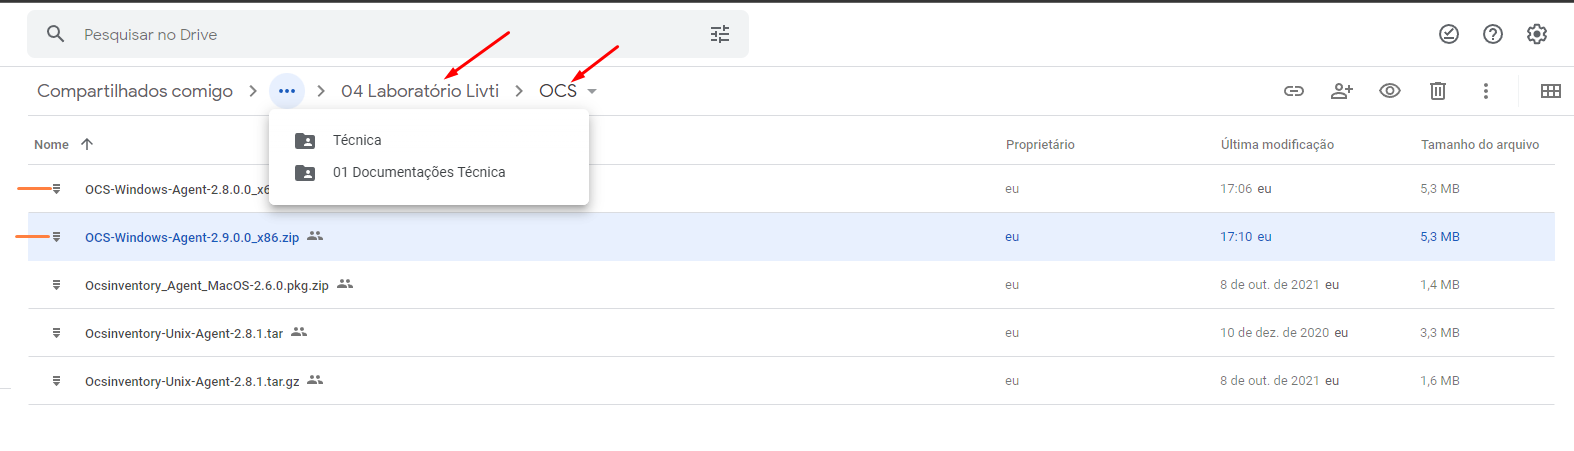 Pesquisar no Drive
Compartilhados comigo > ... > 04 Laboratório Livti > OCS
Técnica
01 Documentações Técnica
Nome Proprietário Última modificação Tamanho do arquivo
OCS-Windows-Agent-2.8.0.0_x6 eu 17:06 eu 5,3 MB
OCS-Windows-Agent-2.9.0.0_x86.zip eu 17:10 eu 5,3 MB
Ocsinventory_Agent_MacOS-2.6.0.pkg.zip eu 8 de out. de 2021 eu 1,4 MB
Ocsinventory-Unix-Agent-2.8.1.tar eu 10 de dez. de 2020 eu 3,3 MB
Ocsinventory-Unix-Agent-2.8.1.tar.gz eu 8 de out. de 2021 eu 1,6 MB